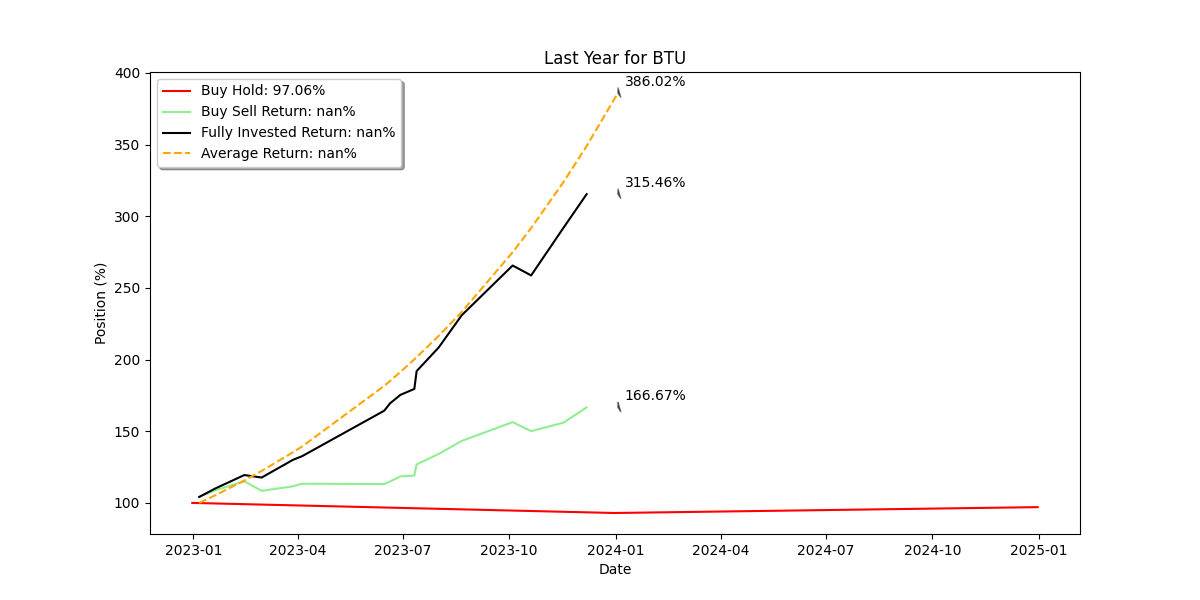 Last Year for BTU
400
350
300
250
200
150
100
Position (%)
Buy Hold: 97.06%
Buy Sell Return: nan%
Fully Invested Return: nan%
Average Return: nan%
386.02%
315.46%
166.67%
2023-01
2023-04
2023-07
2023-10
2024-01
2024-04
2024-07
2024-10
2025-01
Date